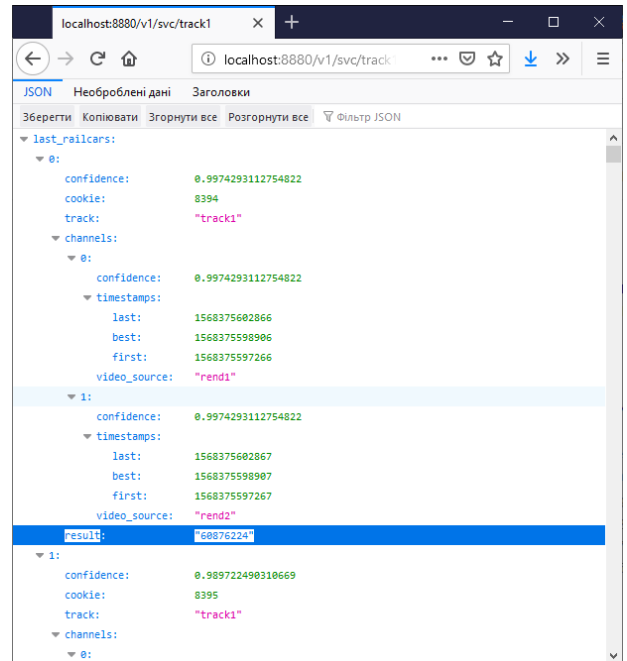 localhost:8880/v1/svc/track1
localhost:8880/v1/svc/track1
JSON Необроблені дані Заголовки
Зберегти Копіювати Згорнути все Розгорнути все Фільтр JSON
last_railcars:
0:
confidence: 0.9974293112754822
cookie: 8394
track: "track1"
channels:
0:
confidence: 0.9974293112754822
timestamps:
last: 1568375602866
best: 1568375598906
first: 1568375597266
video_source: "rend1"
1:
confidence: 0.9974293112754822
timestamps:
last: 1568375602867
best: 1568375598907
first: 1568375597267
video_source: "rend2"
result: "60876224"
1:
confidence: 0.989722490310669
cookie: 8395
track: "track1"
channels:
0: